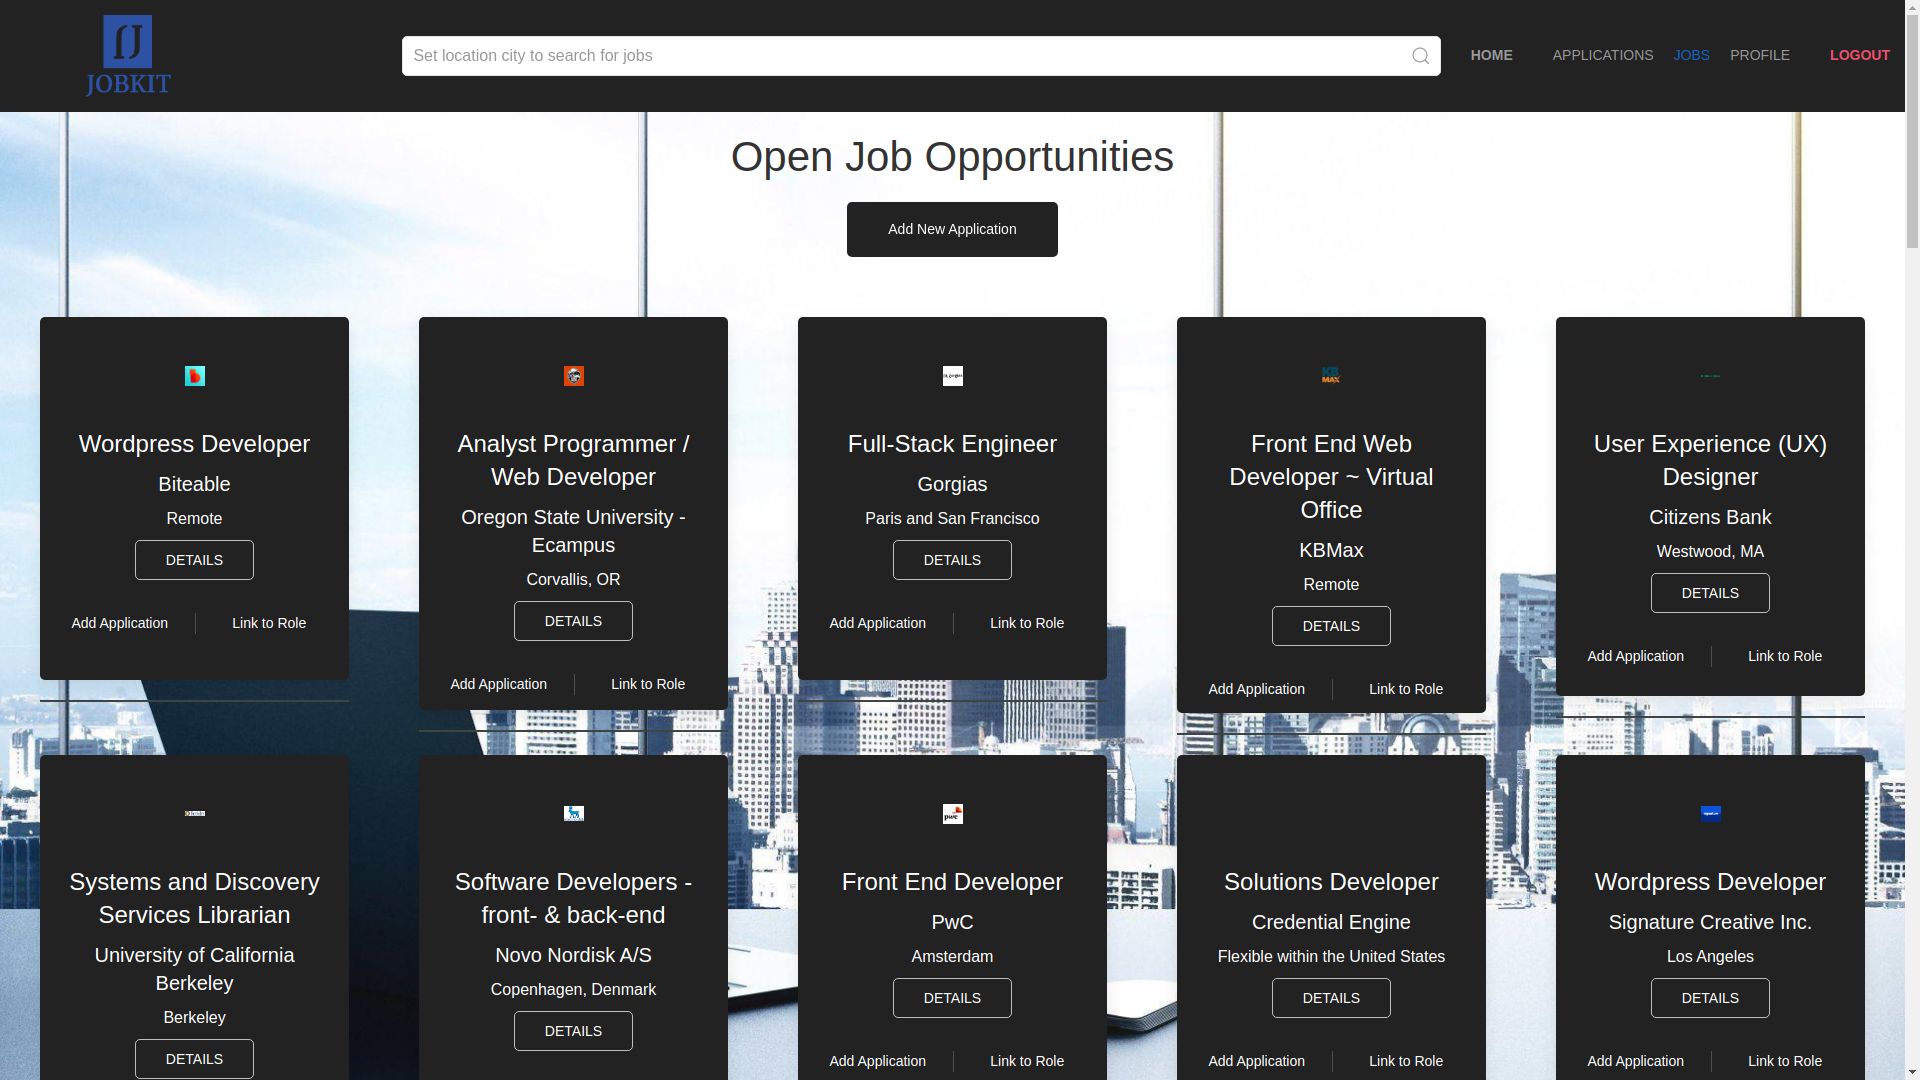 JOBKIT
Set location city to search for jobs
HOME
APPLICATIONS
JOBS
PROFILE
LOGOUT
Open Job Opportunities
Add New Application
Wordpress Developer
Biteable
Remote
DETAILS
Add Application
Link to Role
Analyst Programmer /
Web Developer
Oregon State University -
Ecampus
Corvallis, OR
DETAILS
Add Application
Link to Role
gorgias
Full-Stack Engineer
Gorgias
Paris and San Francisco
DETAILS
Add Application
Link to Role
KB
MAX
Front End Web
Developer ~ Virtual
Office
KBMax
Remote
DETAILS
Add Application
Link to Role
User Experience (UX)
Designer
Citizens Bank
Westwood, MA
DETAILS
Add Application
Link to Role
Systems and Discovery
Services Librarian
University of California
Berkeley
Berkeley
DETAILS
Software Developers -
front- & back-end
Novo Nordisk A/S
Copenhagen, Denmark
DETAILS
pwc
Front End Developer
PwC
Amsterdam
DETAILS
Add Application
Link to Role
Solutions Developer
Credential Engine
Flexible within the United States
DETAILS
Add Application
Link to Role
Wordpress Developer
Signature Creative Inc.
Los Angeles
DETAILS
Add Application
Link to Role